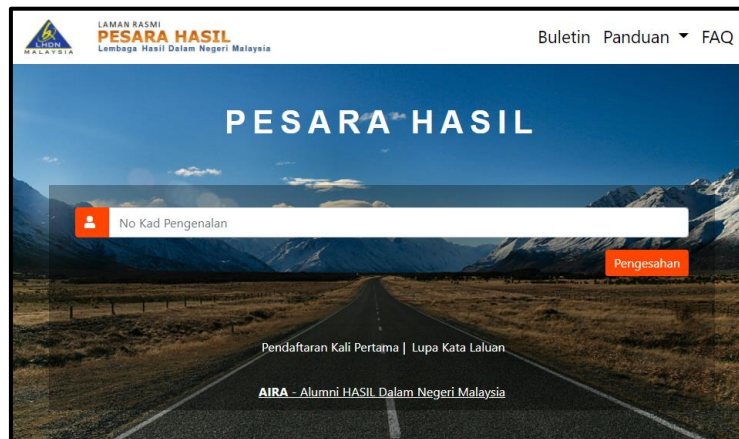 LHDN
MALAYSIA
LAMAN RASMI
PESARA HASIL
Lembaga Hasil Dalam Negeri Malaysia
Buletin Panduan FAQ
PESARA HASIL
No Kad Pengenalan
Pengesahan
Pendaftaran Kali Pertama | Lupa Kata Laluan
AIRA - Alumni HASIL Dalam Negeri Malaysia